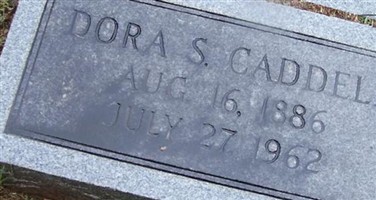 DORA S. CADDEL
AUG 16, 1886
JULY 27 1962